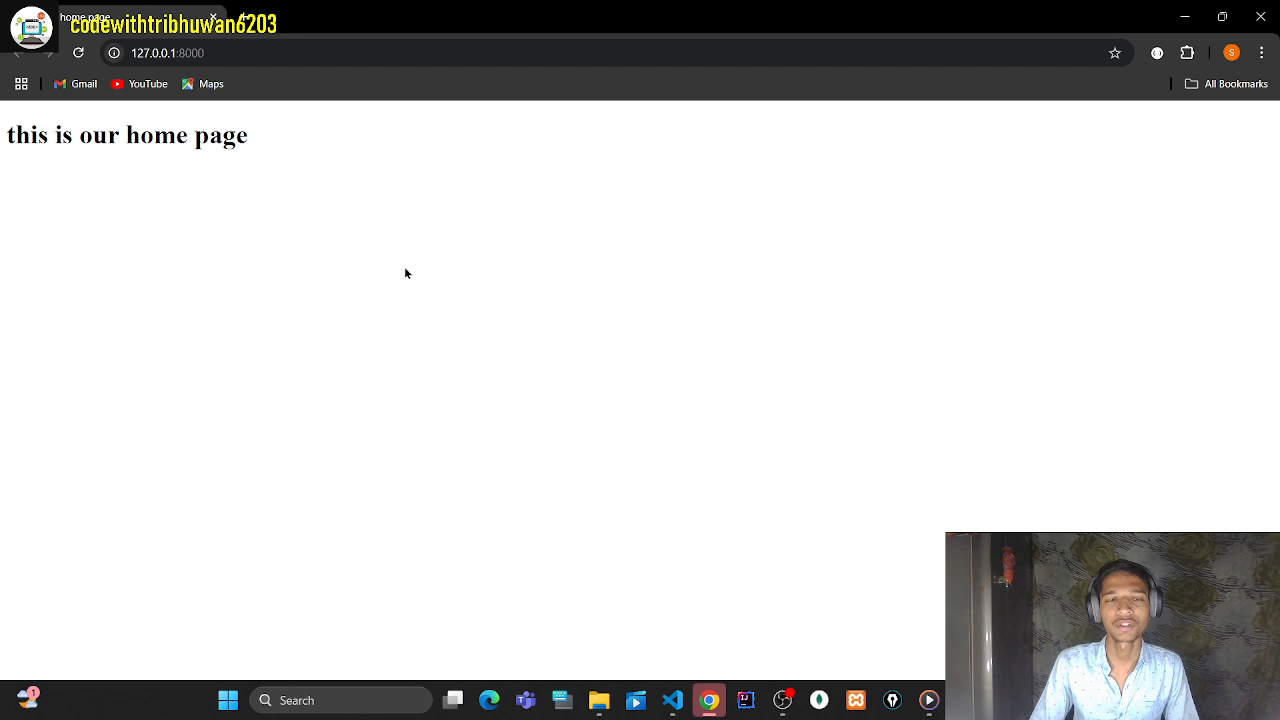 home page
codewithtribhuwan6203
127.0.0.1:8000
S
Gmail
YouTube
Maps
All Bookmarks
this is our home page
1
Search